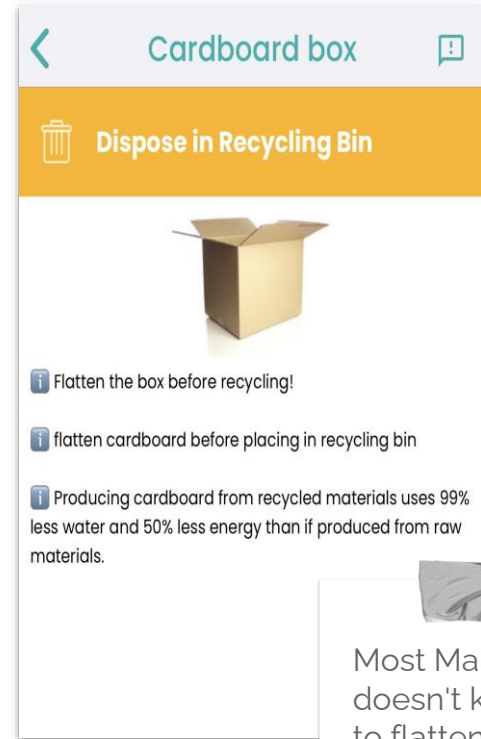 Cardboard box
Dispose in Recycling Bin
Flatten the box before recycling!
flatten cardboard before placing in recycling bin
Producing cardboard from recycled materials uses 99%
less water and 50% less energy than if produced from raw
materials.
Most
doesn't
to flatten